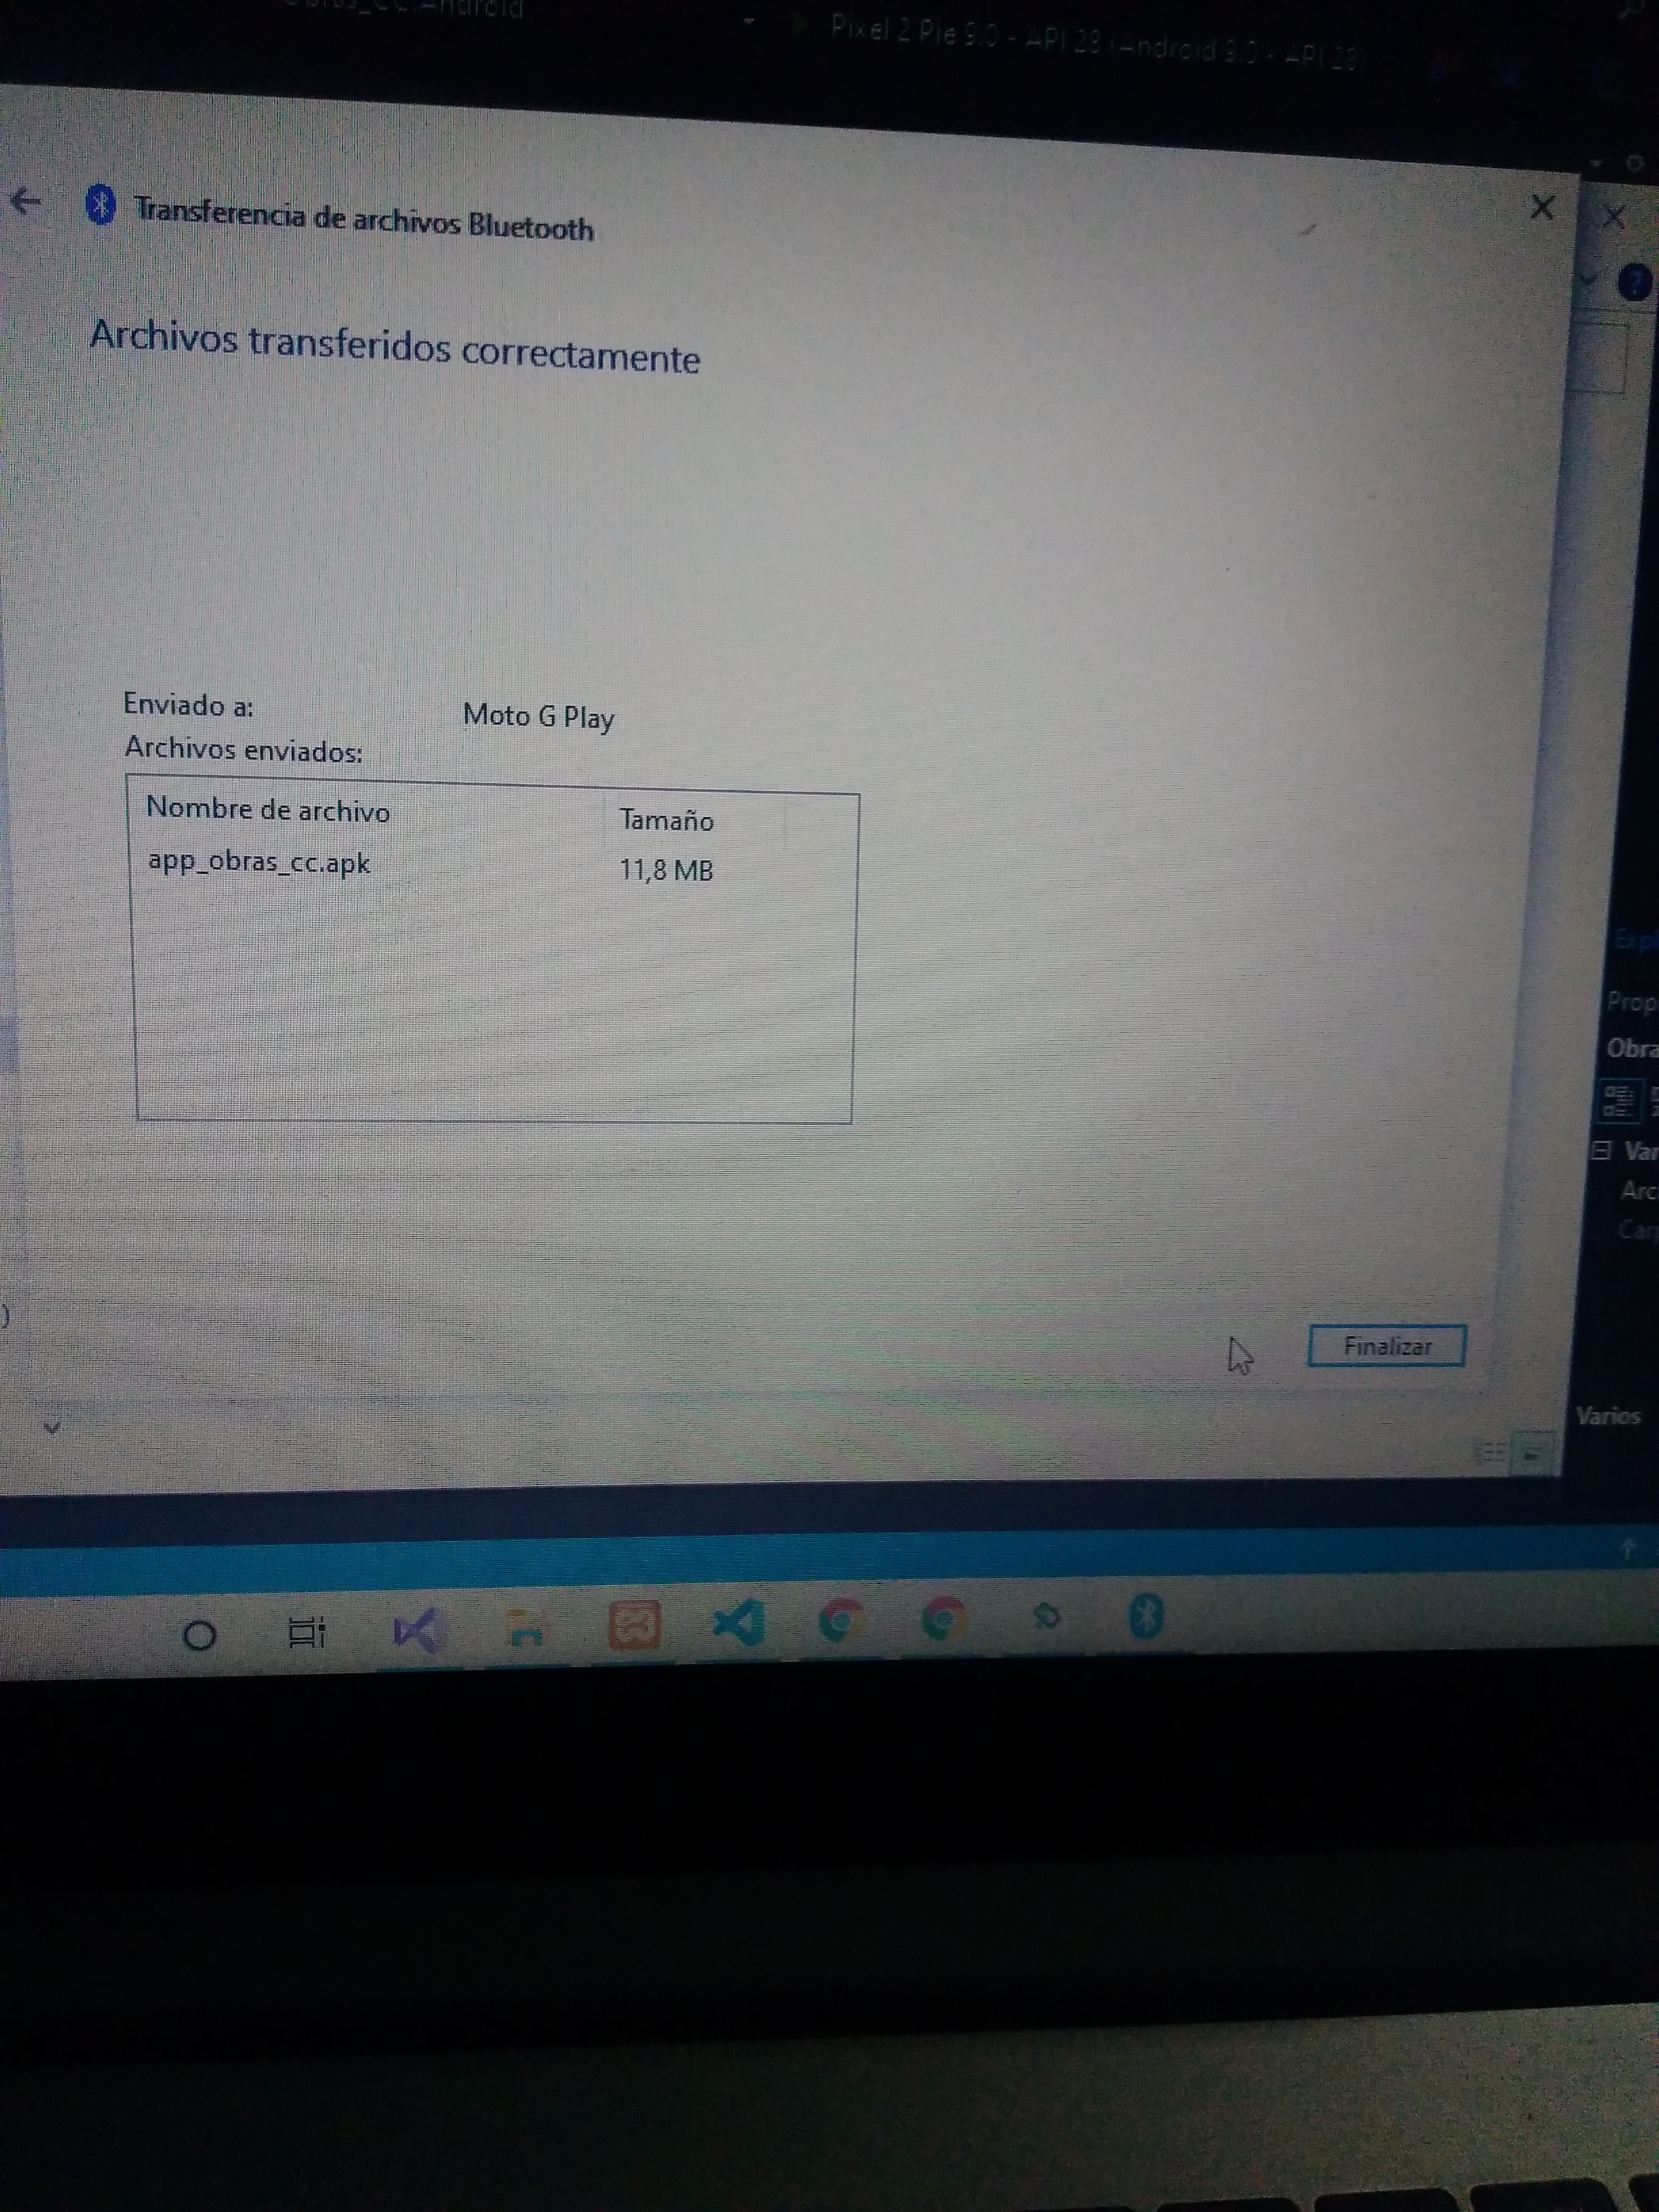 Pixel 2 Pie 9.0 - API 28 (Android 9.0 - API 28)
Transferencia de archivos Bluetooth
Archivos transferidos correctamente
Enviado a: Moto G Play
Archivos enviados:
Nombre de archivo Tamaño
app_obras_cc.apk 11,8 MB
Finalizar
Expl
Prop
Obra
Var
Arc
Car
Varios